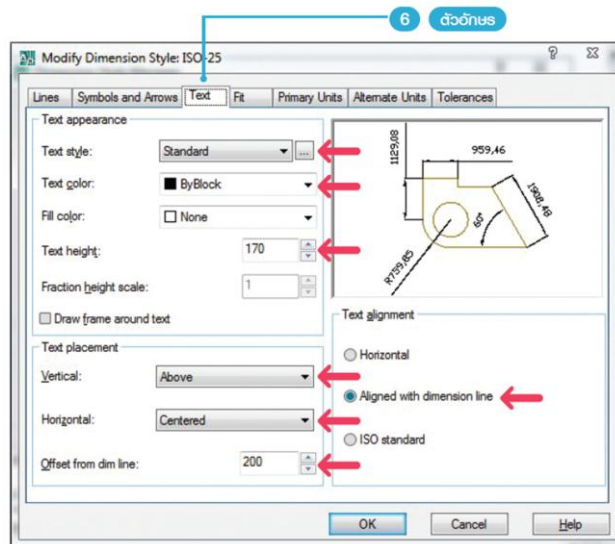 6 ตัวอักษร
Modify Dimension Style: ISO-25
Lines Symbols and Arrows Text Fit Primary Units Alternate Units Tolerances
Text appearance
Text style: Standard ...
Text color: ByBlock
Fill color: None
Text height: 170
Fraction height scale: 1
Draw frame around text
Text placement
Vertical: Above
Horizontal: Centered
Offset from dim line: 200
1129,08
959,46
1908,48
60°
R759,85
Text alignment
Horizontal
Aligned with dimension line
ISO standard
OK Cancel Help